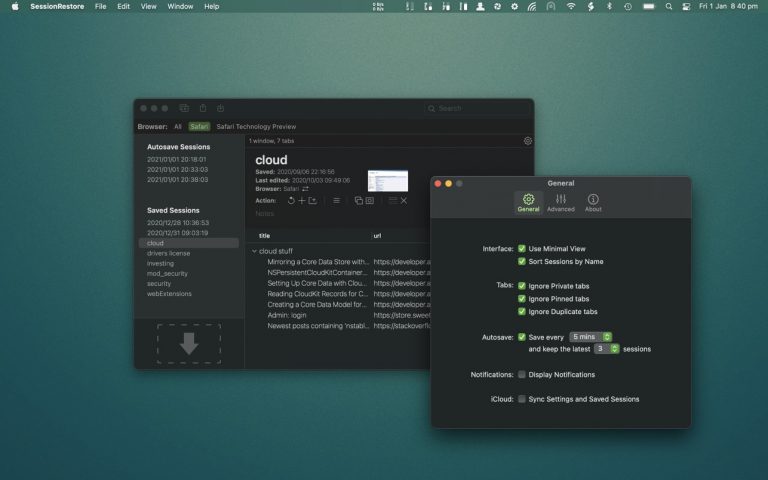 SessionRestore File Edit View Window Help Fri 1 Jan 8 40 pm
Search
Browser: All Safari Safari Technology Preview
Autosave Sessions
2021/01/01 20:18:01
2021/01/01 20:33:03
2021/01/01 20:38:03
Saved Sessions
2020/12/28 10:36:53
2020/12/31 09:03:19
cloud
drivers license
investing
mod_security
security
webExtensions
1 window, 7 tabs
cloud
Saved: 2020/09/06 22:16:56
Last edited: 2020/10/03 09:49:06
Browser: Safari
Action:
Notes
title url
cloud stuff
Mirroring a Core Data Store with... https://developer.a
NSPersistentCloudKitContainer... https://developer.a
Setting Up Core Data with Clou... https://developer.a
Reading CloudKit Records for C... https://developer.a
Creating a Core Data Model for... https://developer.a
Admin: login https://store.sweet
Newest posts containing 'nstabl... https://stackoverfl
General
General Advanced About
Interface: Use Minimal View
Sort Sessions by Name
Tabs: Ignore Private tabs
Ignore Pinned tabs
Ignore Duplicate tabs
Autosave: Save every 5 mins
and keep the latest 3 sessions
Notifications: Display Notifications
iCloud: Sync Settings and Saved Sessions